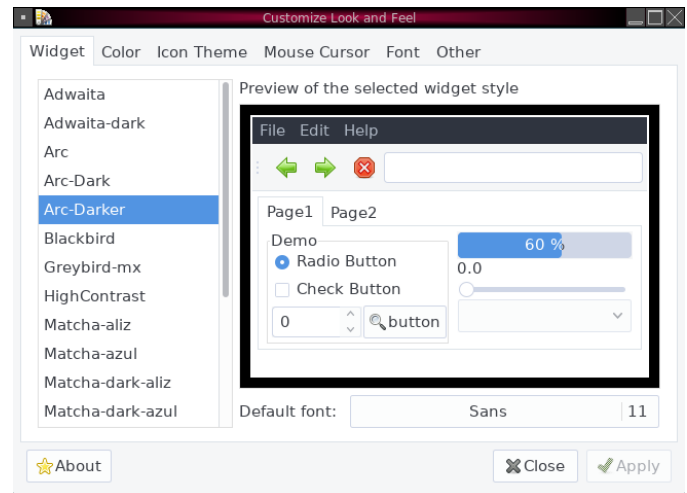 Customize Look and Feel
Widget Color Icon Theme Mouse Cursor Font Other
Adwaita
Adwaita-dark
Arc
Arc-Dark
Arc-Darker
Blackbird
Greybird-mx
HighContrast
Matcha-aliz
Matcha-azul
Matcha-dark-aliz
Matcha-dark-azul
Preview of the selected widget style
File Edit Help
Page1 Page2
Demo
Radio Button
Check Button
0 button
60 %
0.0
Default font: Sans 11
About Close Apply